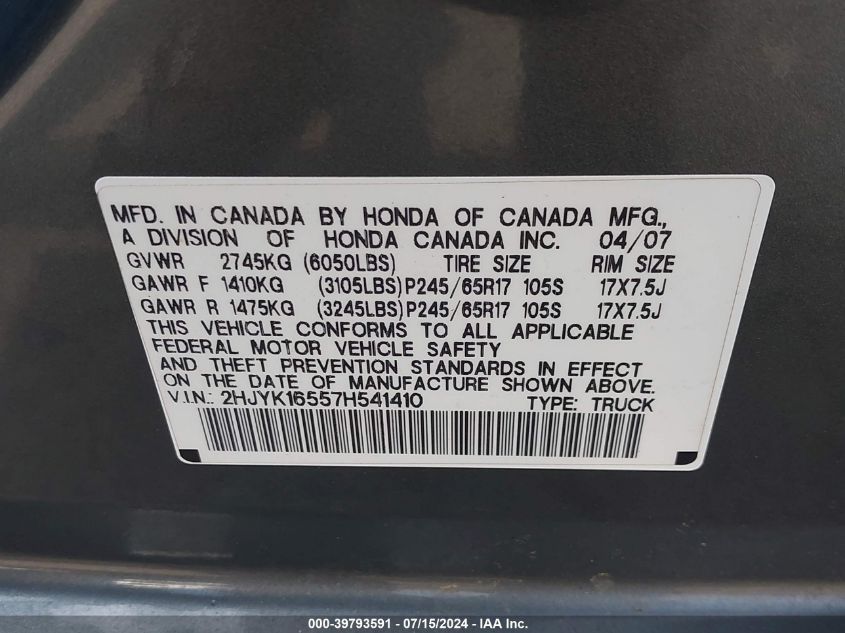 MFD. IN CANADA BY HONDA OF CANADA MFG.,
A DIVISION OF HONDA CANADA INC. 04/07
GVWR 2745KG (6050LBS) TIRE SIZE RIM SIZE
GAWR F 1410KG (3105LBS)P245/65R17 105S 17X7.5J
GAWR R 1475KG (3245LBS)P245/65R17 105S 17X7.5J
THIS VEHICLE CONFORMS TO ALL APPLICABLE
FEDERAL MOTOR VEHICLE SAFETY
AND THEFT PREVENTION STANDARDS IN EFFECT
ON THE DATE OF MANUFACTURE SHOWN ABOVE.
V.I.N.: 2HJYK16557H541410 TYPE: TRUCK
000-39793591 - 07/15/2024 - IAA Inc.